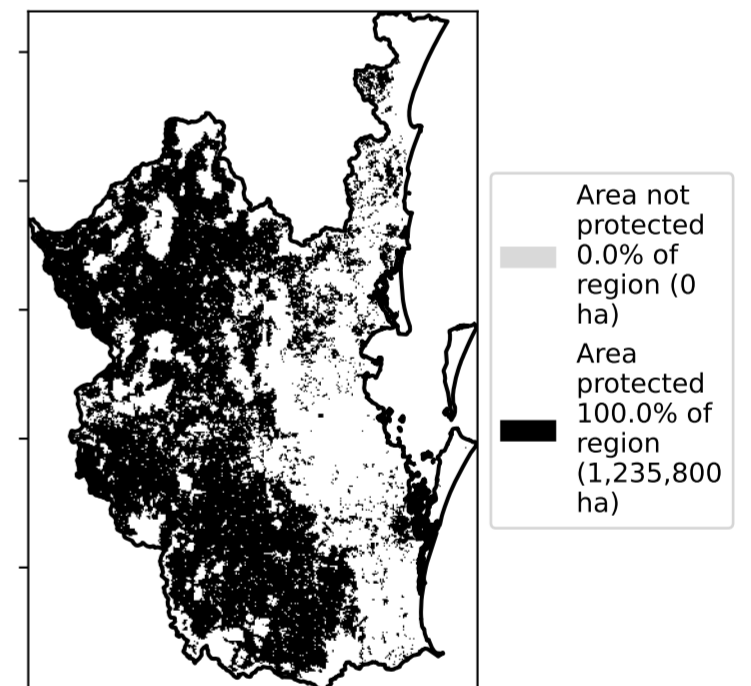 Area not
protected
0.0% of
region (0
ha)
Area
protected
100.0% of
region
(1,235,800
ha)